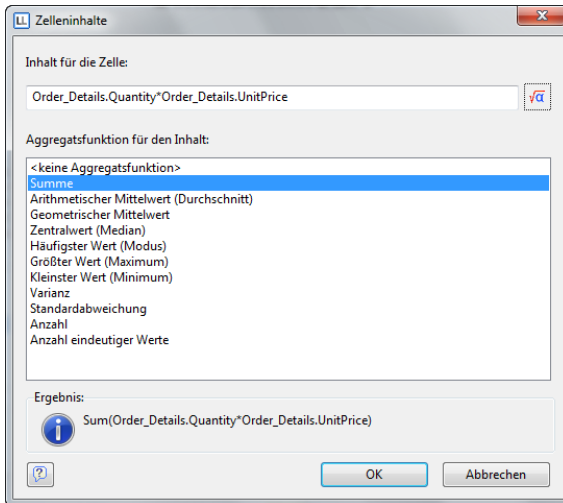 LL Zelleninhalte
Inhalt für die Zelle:
Order_Details.Quantity*Order_Details.UnitPrice
√α
Aggregatsfunktion für den Inhalt:
<keine Aggregatsfunktion>
Summe
Arithmetischer Mittelwert (Durchschnitt)
Geometrischer Mittelwert
Zentralwert (Median)
Häufigster Wert (Modus)
Größter Wert (Maximum)
Kleinster Wert (Minimum)
Varianz
Standardabweichung
Anzahl
Anzahl eindeutiger Werte
Ergebnis:
Sum(Order_Details.Quantity*Order_Details.UnitPrice)
OK Abbrechen